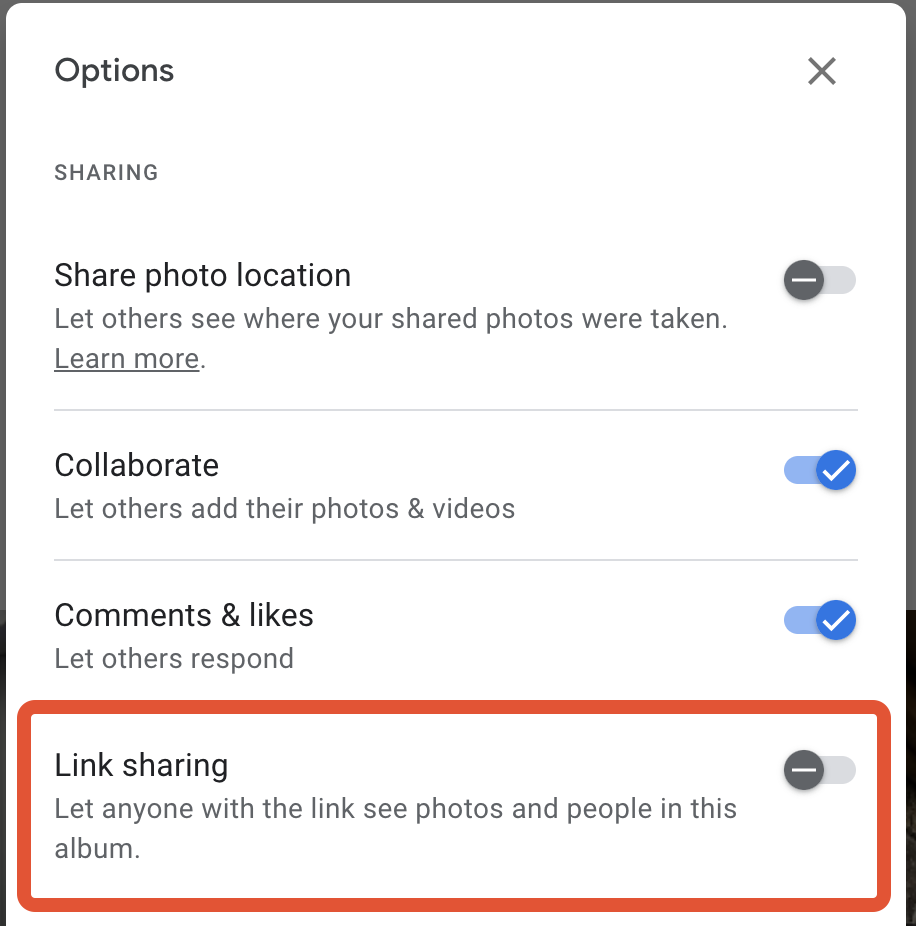 Options
SHARING
Share photo location
Let others see where your shared photos were taken.
Learn more.
Collaborate
Let others add their photos & videos
Comments & likes
Let others respond
Link sharing
Let anyone with the link see photos and people in this
album.